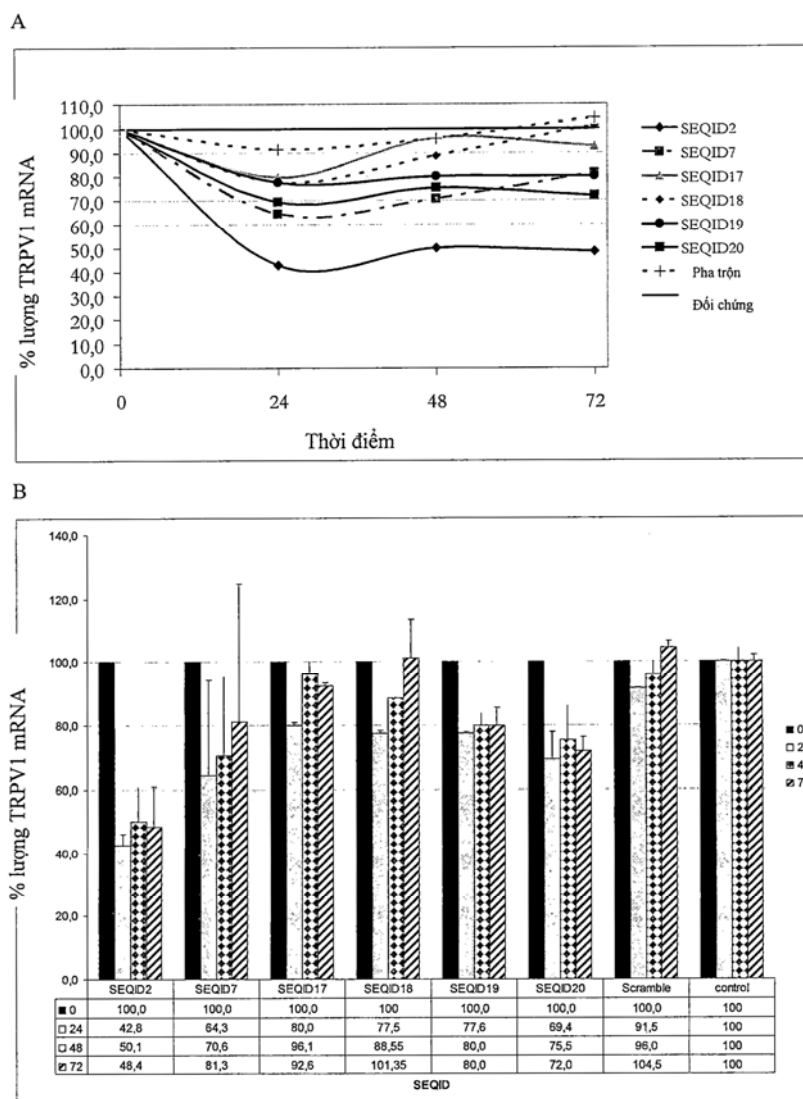 A
% lượng TRPV1 mRNA
110,0
100,0
90,0
80,0
70,0
60,0
50,0
40,0
30,0
20,0
10,0
0,0
0 24 48 72
Thời điểm
SEQID2
SEQID7
SEQID17
SEQID18
SEQID19
SEQID20
Pha trộn
Đối chứng
B
% lượng TRPV1 mRNA
140,0
120,0
100,0
80,0
60,0
40,0
20,0
0,0
0
2
4
7
SEQID2 SEQID7 SEQID17 SEQID18 SEQID19 SEQID20 Scramble control
0 100,0 100,0 100,0 100 100,0 100,0 100,0 100
24 42,8 64,3 80,0 77,5 77,6 69,4 91,5 100
48 50,1 70,6 96,1 88,55 80,0 75,5 96,0 100
72 48,4 81,3 92,6 101,35 80,0 72,0 104,5 100
SEQID